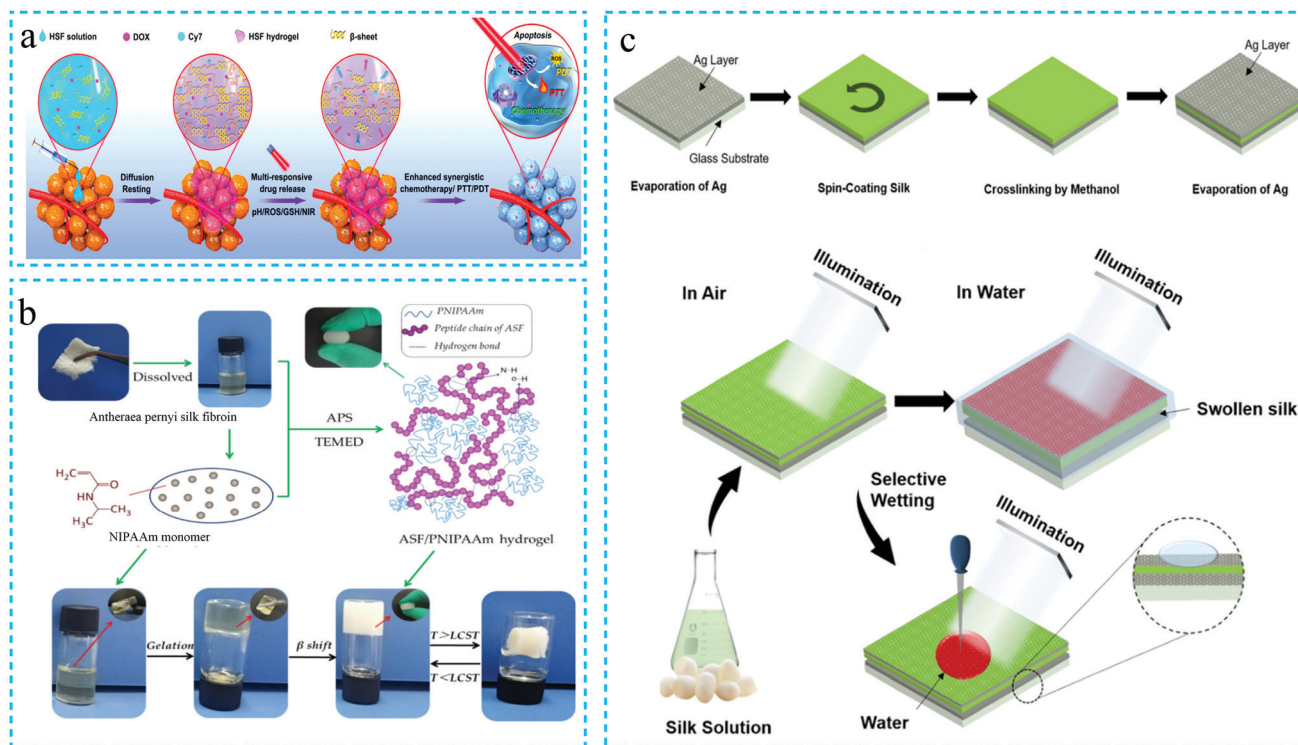 a
HSF solution
DOX
Cy7
HSF hydrogel
β-sheet
Diffusion
Resting
Multi-responsive
drug release
pH/ROS/GSH/NIR
Enhanced synergistic
chemotherapy/ PTT/PDT
Apoptosis
ROS
PDT
PTT
Chemotherapy
b
Dissolved
Antheraea pernyi silk fibroin
H₂C
O
HN
H₃C
CH₃
NIPAAm monomer
APS
TEMED
PNIPAAm
Peptide chain of ASF
Hydrogen bond
N·H
o·H
ASF/PNIPAAm hydrogel
Gelation
β shift
T>LCST
T<LCST
c
Ag Layer
Glass Substrate
Ag Layer
Evaporation of Ag
Spin-Coating Silk
Crosslinking by Methanol
Evaporation of Ag
In Air
Illumination
In Water
Illumination
Swollen silk
Selective
Wetting
Illumination
Silk Solution
Water